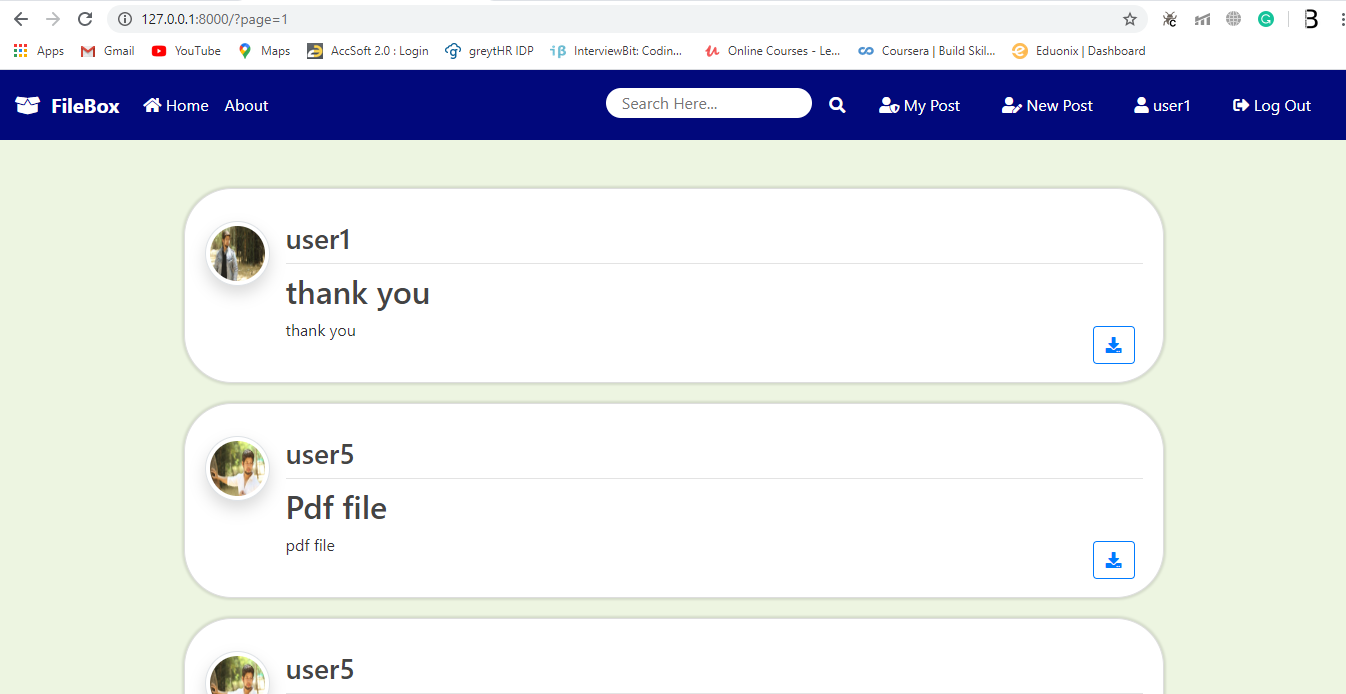 127.0.0.1:8000/?page=1
Apps Gmail YouTube Maps AccSoft 2.0 : Login greytHR IDP iβ InterviewBit: Codin... Online Courses - Le... Coursera | Build Skil... Eduonix | Dashboard
FileBox Home About Search Here... My Post New Post user1 Log Out
user1
thank you
thank you
user5
Pdf file
pdf file
user5